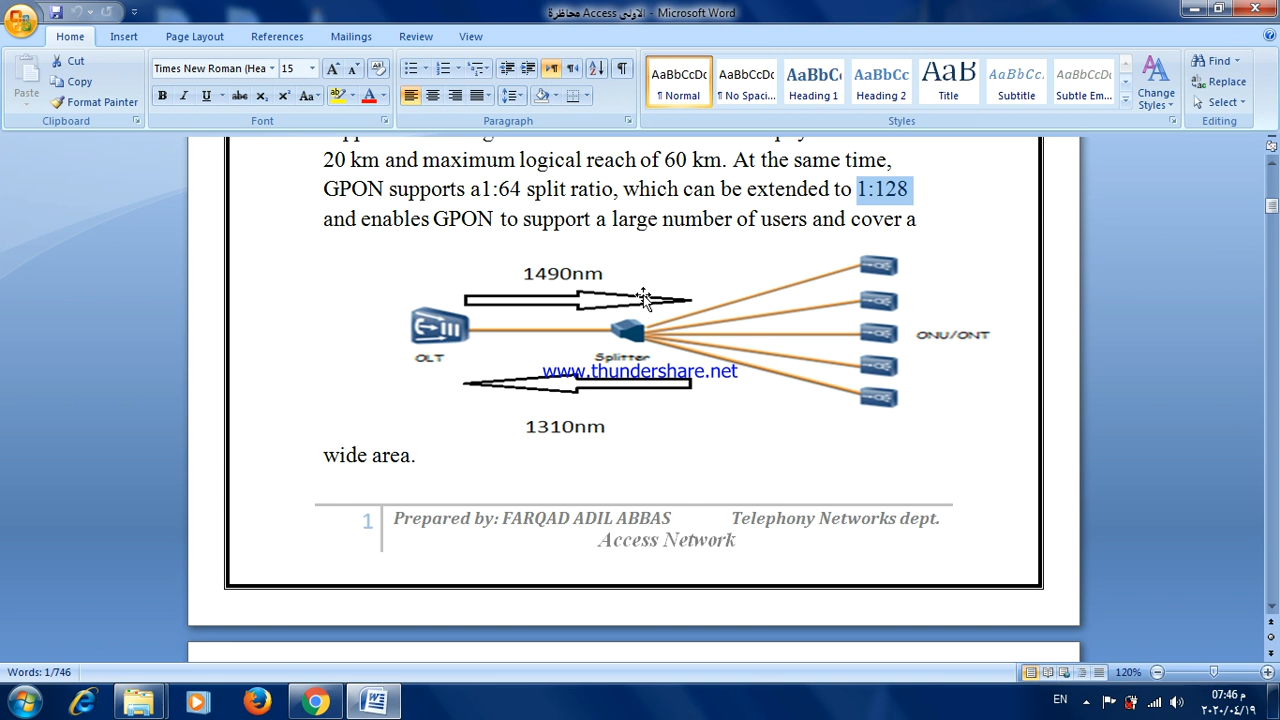 محاظرة Access الاولى - Microsoft Word
Home
Insert
Page Layout
References
Mailings
Review
View
Paste
Cut
Copy
Format Painter
Clipboard
Times New Roman (Hea
15
Font
Paragraph
AaBbCcDc
¶ Normal
AaBbCcDc
¶ No Spaci...
AaBbC
Heading 1
AaBbCc
Heading 2
AaB
Title
AaBbCc.
Subtitle
AaBbCcDc
Subtle Em...
Change Styles
Styles
Find
Replace
Select
Editing
20 km and maximum logical reach of 60 km. At the same time,
GPON supports a1:64 split ratio, which can be extended to 1:128
and enables GPON to support a large number of users and cover a
1490nm
OLT
Splitter
ONU/ONT
www.thundershare.net
1310nm
wide area.
1
Prepared by: FARQAD ADIL ABBAS Telephony Networks dept.
Access Network
Words: 1/746
120%
EN
07:46 م
٢٠٢٠/٠٤/١٩